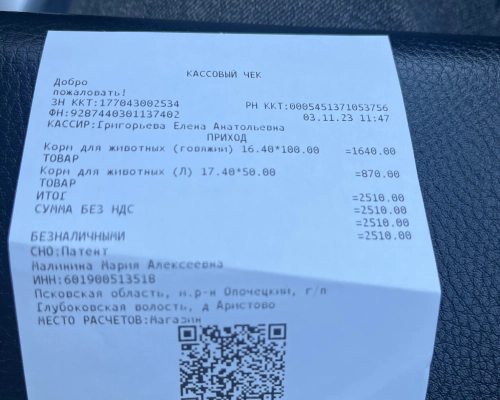 КАССОВЫЙ ЧЕК
Добро
пожаловать!
ЗН ККТ:177043002534 РН ККТ:0005451371053756
ФН:9287440301137402 03.11.23 11:47
КАССИР:Григорьева Елена Анатольевна
ПРИХОД
Корм для животных (говяжий) 16.40*100.00 =1640.00
ТОВАР
Корм для животных (Л) 17.40*50.00 =870.00
ТОВАР
ИТОГ =2510.00
СУММА БЕЗ НДС =2510.00
=2510.00
БЕЗНАЛИЧНЫМИ =2510.00
СНО:Патент
Малинина Мария Алексеевна
ИНН:601900513518
Псковская область, м.р-н Опочецкий, г/п
Глубоковская волость, д Аристово
МЕСТО РАСЧЕТОВ:Магазин